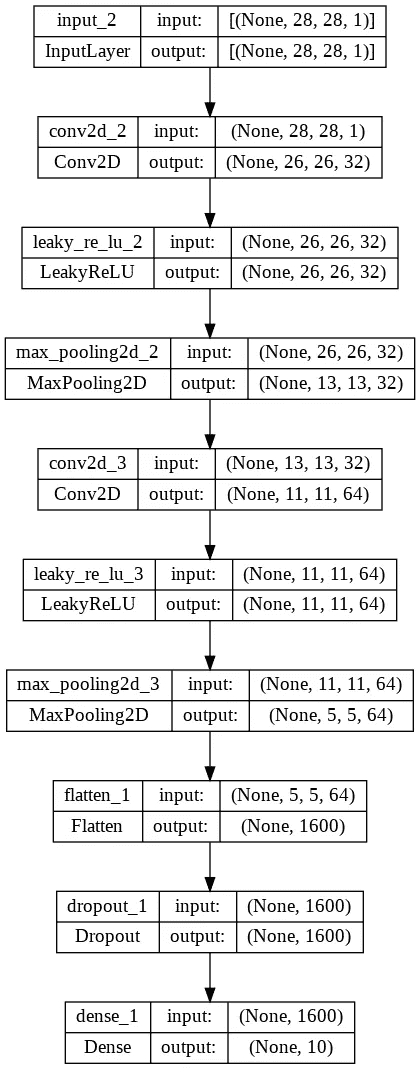 input_2 input: [(None, 28, 28, 1)]
InputLayer output: [(None, 28, 28, 1)]
conv2d_2 input: (None, 28, 28, 1)
Conv2D output: (None, 26, 26, 32)
leaky_re_lu_2 input: (None, 26, 26, 32)
LeakyReLU output: (None, 26, 26, 32)
max_pooling2d_2 input: (None, 26, 26, 32)
MaxPooling2D output: (None, 13, 13, 32)
conv2d_3 input: (None, 13, 13, 32)
Conv2D output: (None, 11, 11, 64)
leaky_re_lu_3 input: (None, 11, 11, 64)
LeakyReLU output: (None, 11, 11, 64)
max_pooling2d_3 input: (None, 11, 11, 64)
MaxPooling2D output: (None, 5, 5, 64)
flatten_1 input: (None, 5, 5, 64)
Flatten output: (None, 1600)
dropout_1 input: (None, 1600)
Dropout output: (None, 1600)
dense_1 input: (None, 1600)
Dense output: (None, 10)